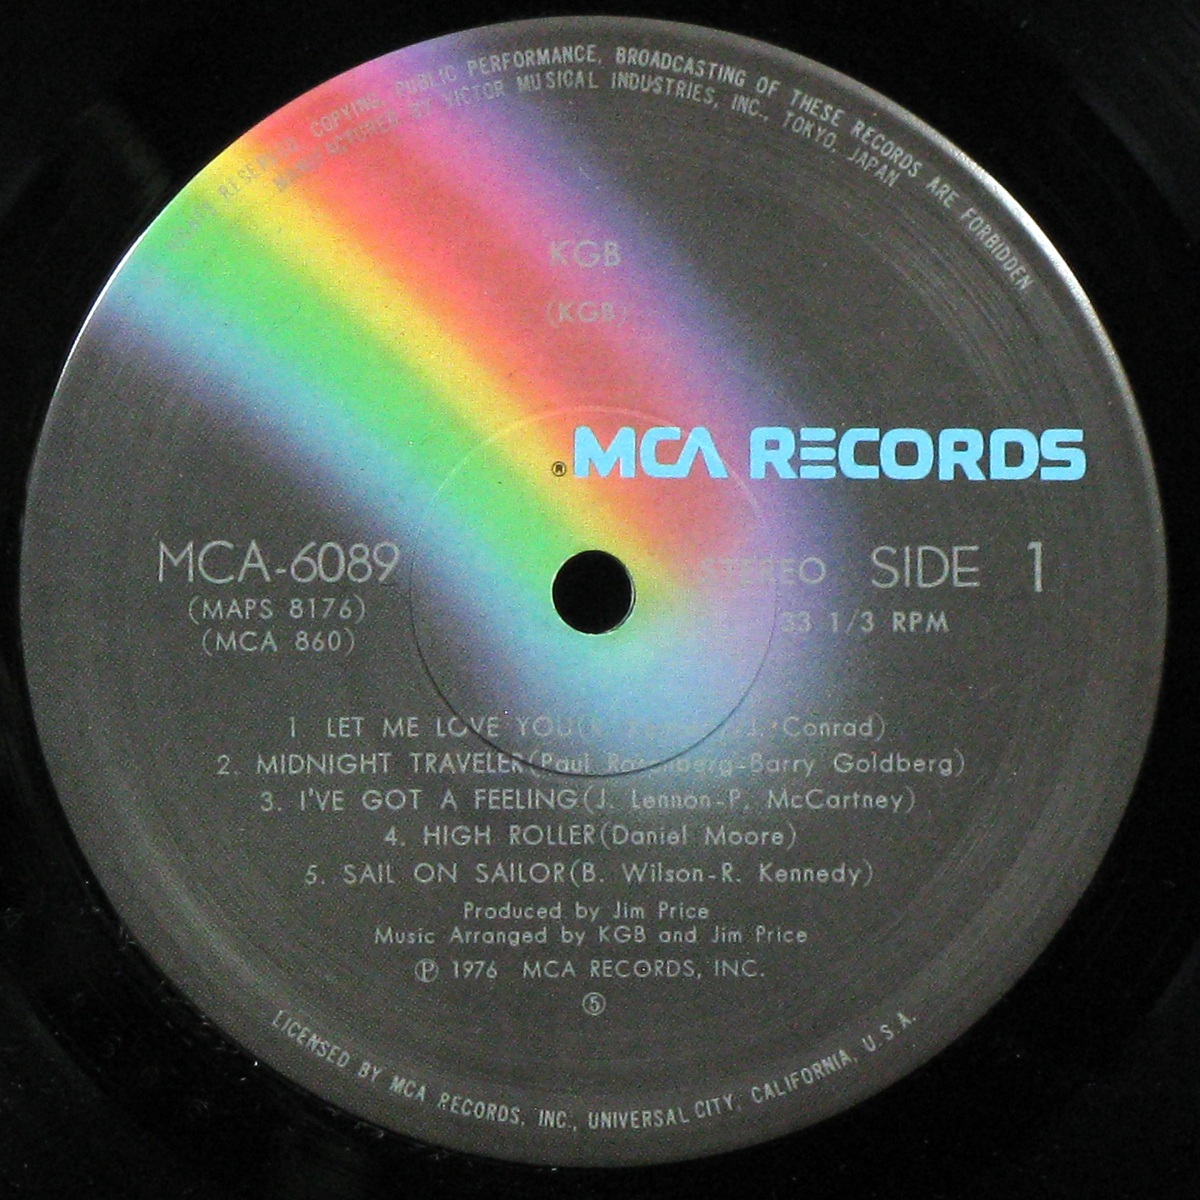 RESERVED. COPYING, PUBLIC PERFORMANCE, BROADCASTING OF THESE RECORDS ARE FORBIDDEN
MANUFACTURED BY VICTOR MUSICAL INDUSTRIES, INC., TOKYO, JAPAN
KGB
(KGB)
® MCA RECORDS
MCA-6089
(MAPS 8176)
(MCA 860)
STEREO SIDE 1
33 1/3 RPM
1 LET ME LOVE YOU( J. Conrad)
2. MIDNIGHT TRAVELER(Paul Rosenberg-Barry Goldberg)
3. I'VE GOT A FEELING(J. Lennon-P. McCartney)
4. HIGH ROLLER(Daniel Moore)
5. SAIL ON SAILOR(B. Wilson-R. Kennedy)
Produced by Jim Price
Music Arranged by KGB and Jim Price
Ⓟ 1976 MCA RECORDS, INC.
⑤
LICENSED BY MCA RECORDS, INC., UNIVERSAL CITY, CALIFORNIA, U.S.A.